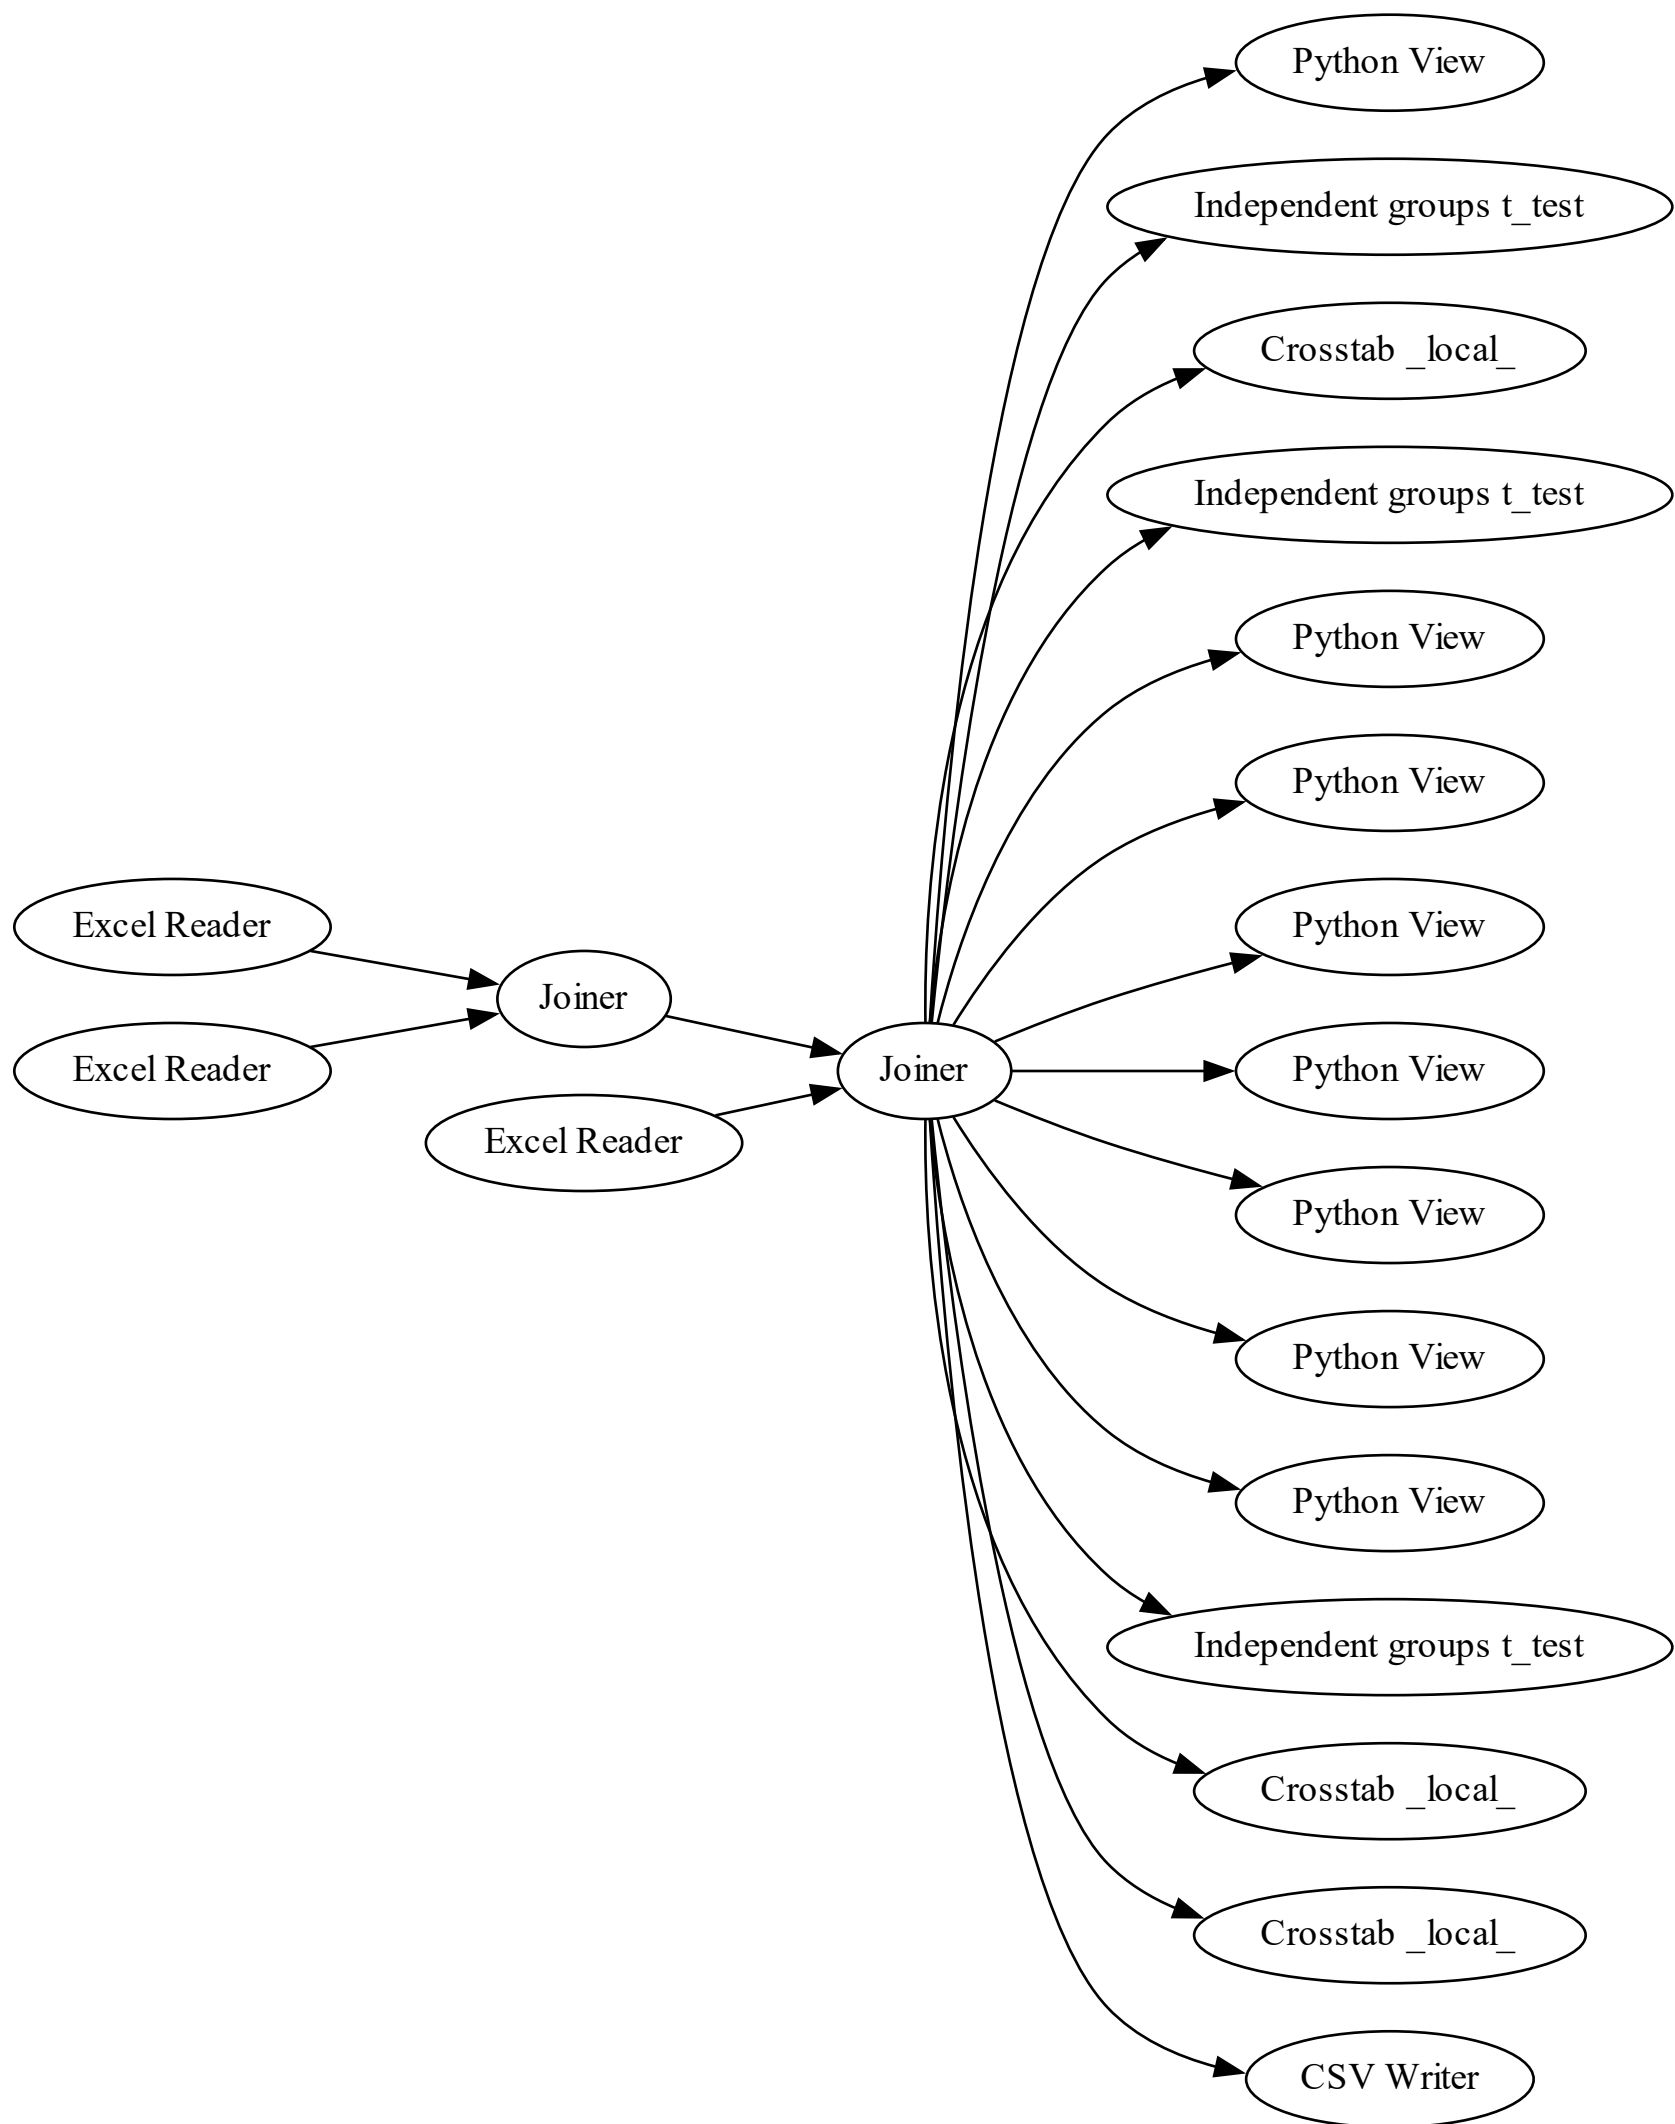 Python View
Independent groups t_test
Crosstab _local_
Independent groups t_test
Python View
Python View
Excel Reader
Python View
Joiner
Excel Reader
Joiner
Python View
Excel Reader
Python View
Python View
Python View
Independent groups t_test
Crosstab _local_
Crosstab _local_
CSV Writer